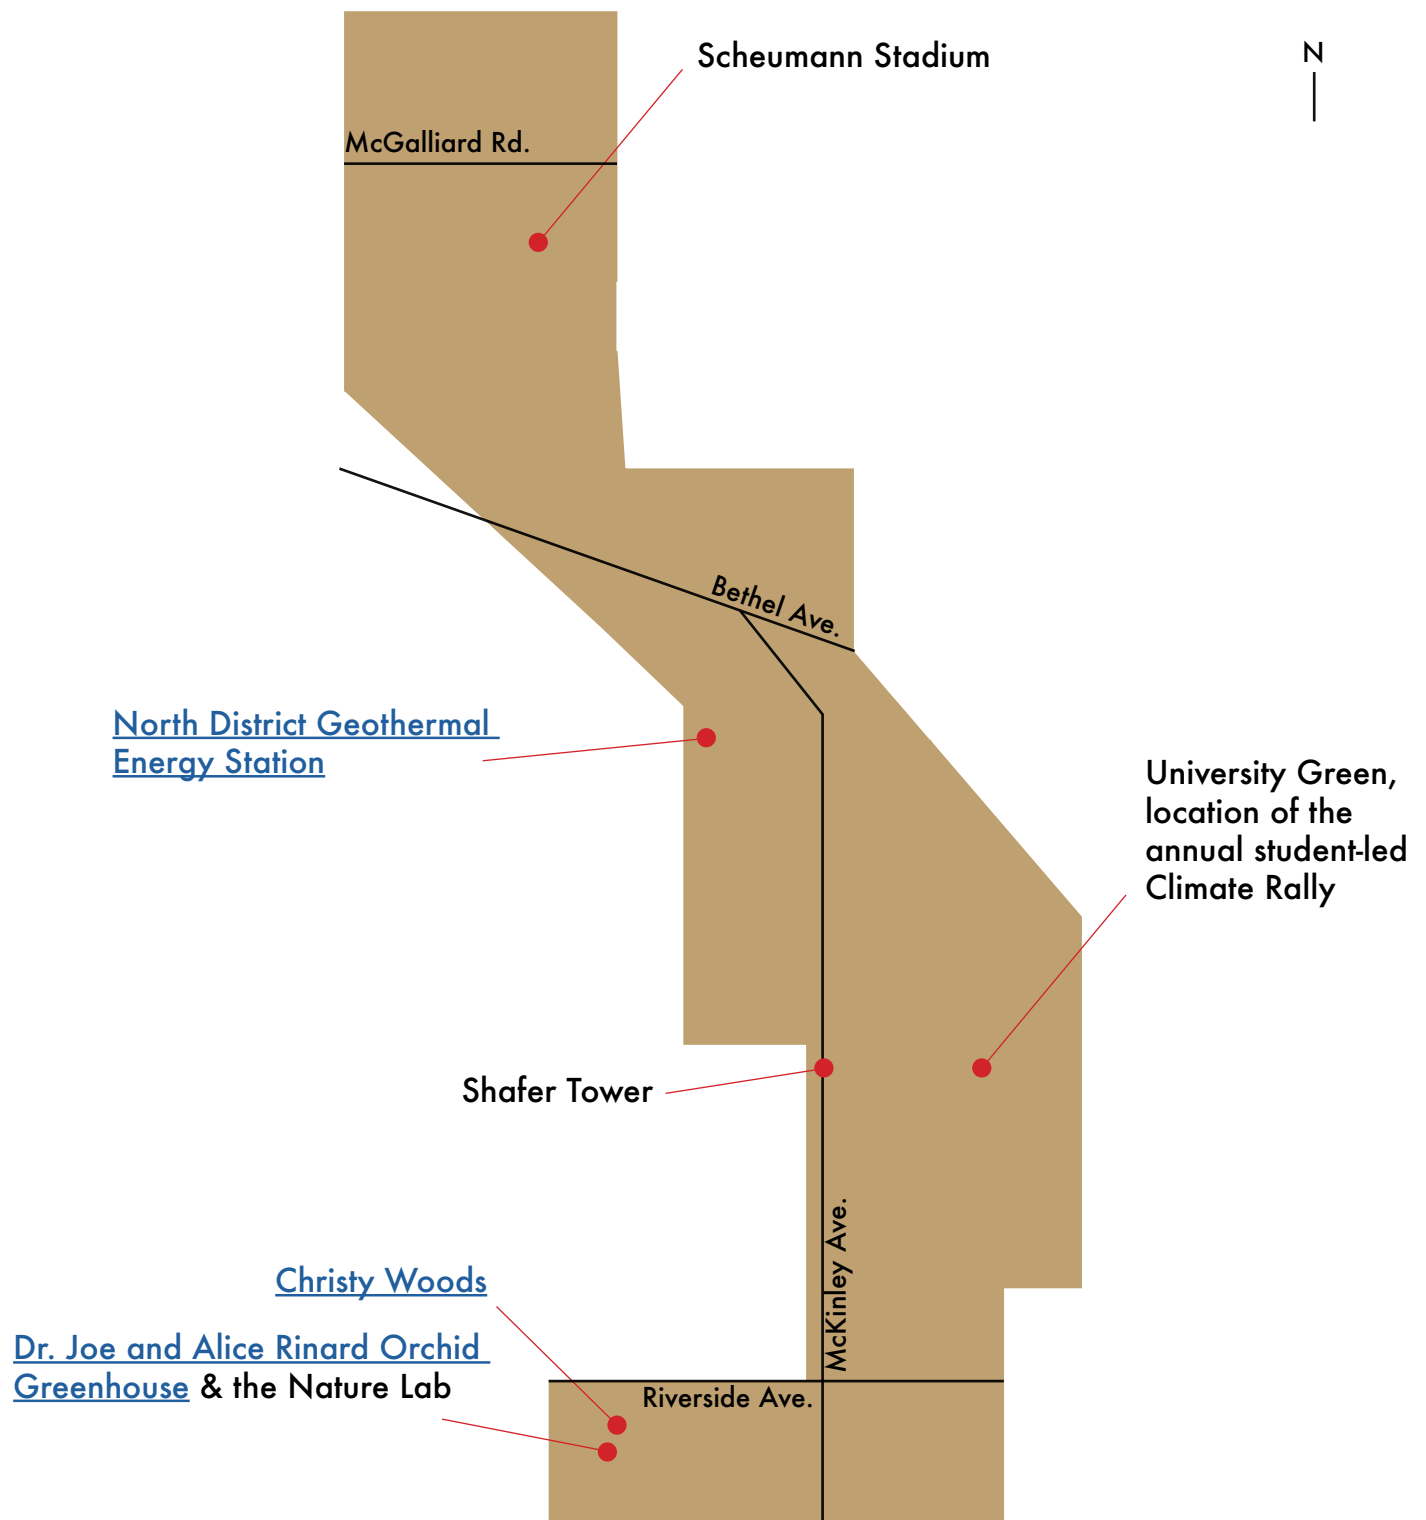 Scheumann Stadium
N
McGalliard Rd.
Bethel Ave.
North District Geothermal
Energy Station
University Green,
location of the
annual student-led
Climate Rally
Shafer Tower
McKinley Ave.
Christy Woods
Dr. Joe and Alice Rinard Orchid
Greenhouse & the Nature Lab
Riverside Ave.